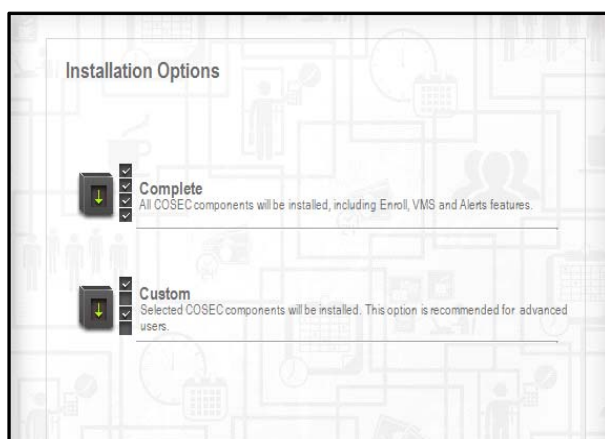 Installation Options
Complete
All COSEC components will be installed, including Enroll, VMS and Alerts features.
Custom
Selected COSEC components will be installed. This option is recommended for advanced
users.